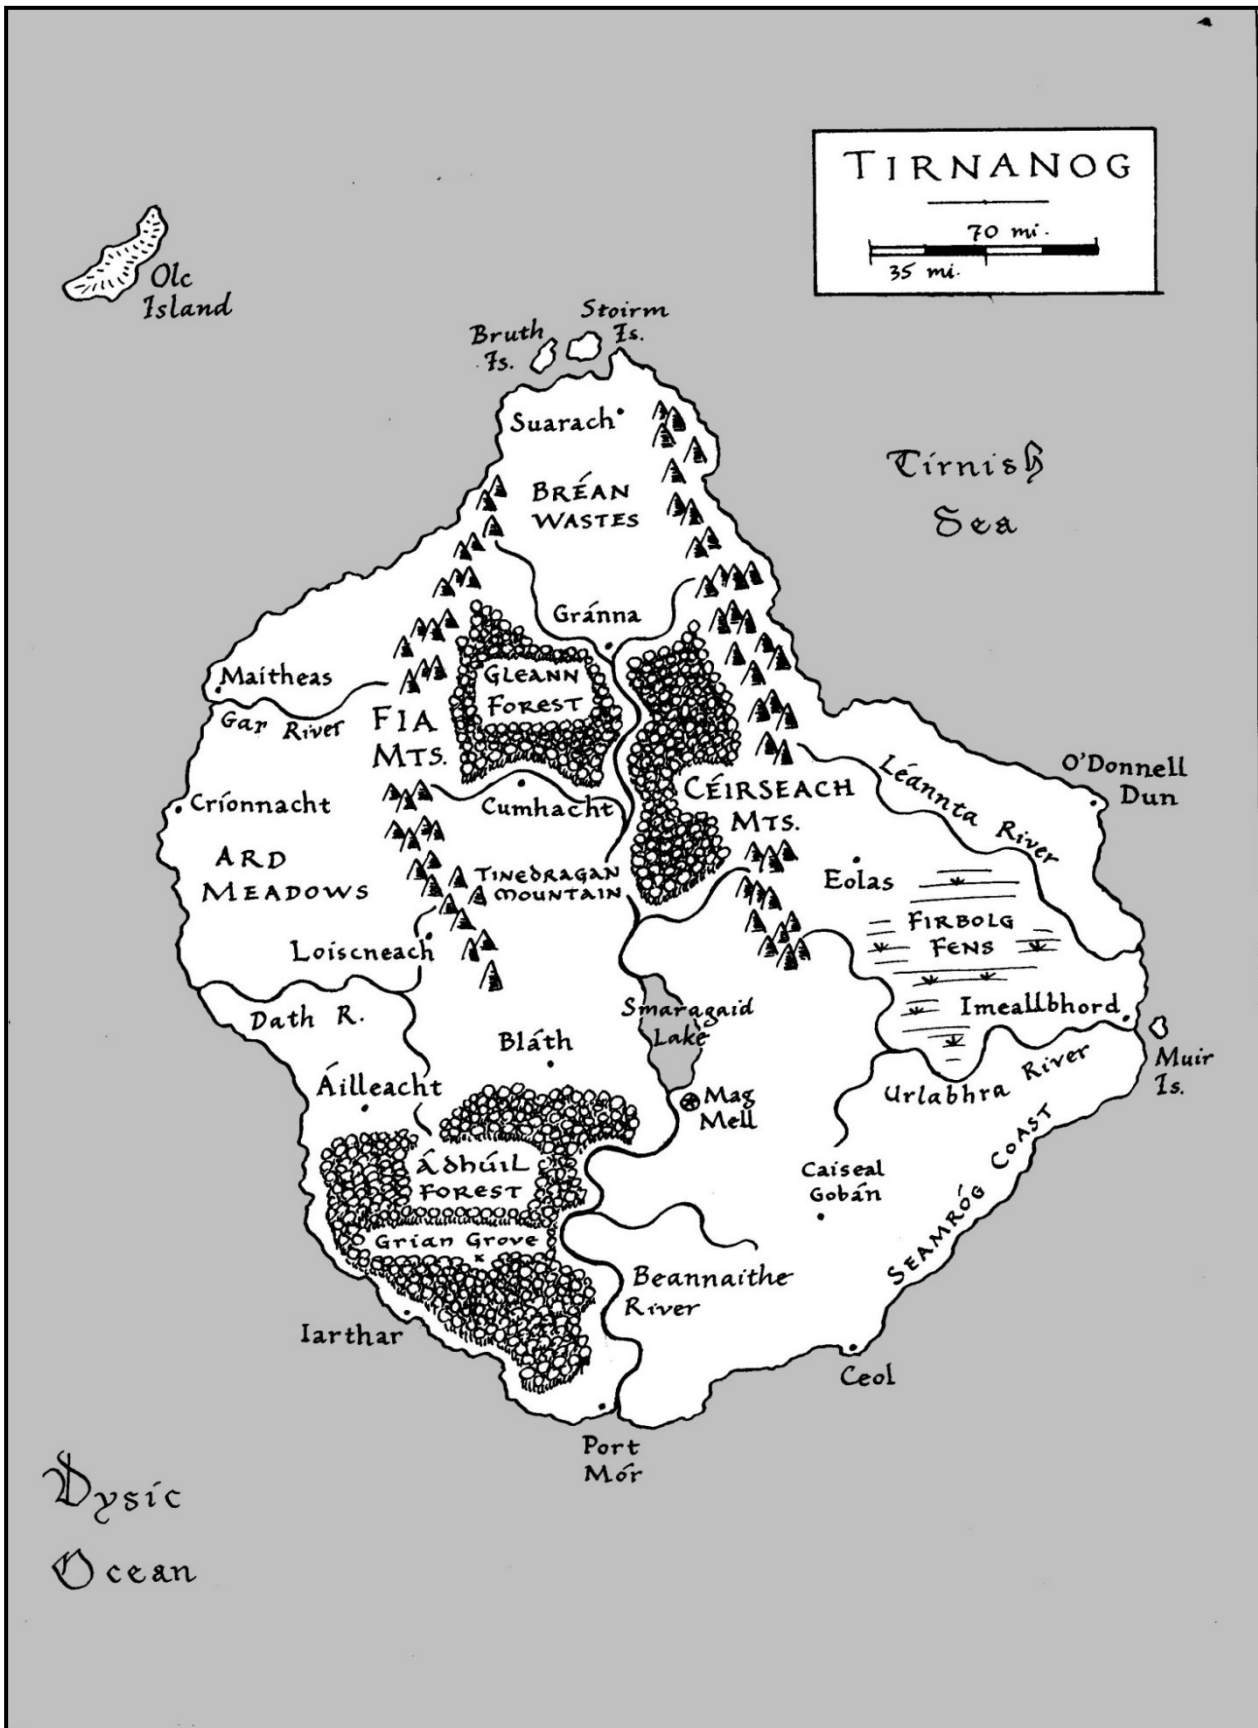 TIRNANOG
70 mi.
35 mi.
Olc
Island
Stoirm
Is.
Bruth
Is.
Suarach
Tirnish
Sea
BRÉAN
WASTES
Gránna
Maitheas
GLEANN
FOREST
Gar River
FIA
MTS.
O'Donnell
Dun
Léannta River
CÉIRSEACH
MTS.
Críonnacht
Cumhacht
ARD
MEADOWS
TINEDRAGAN
MOUNTAIN
Eolas
FIRBOLG
FENS
Loiscneach
Smaragaid
Lake
Imeallbhord
Dath R.
Bláth
Muir
Is.
Urlabhra River
Áilleacht
Mag
Mell
SEAMRÓG COAST
ÁDHÚIL
FOREST
Caiseal
Gobán
Grian Grove
Beannaithe
River
Iarthar
Ceol
Port
Mór
Dysic
Ocean